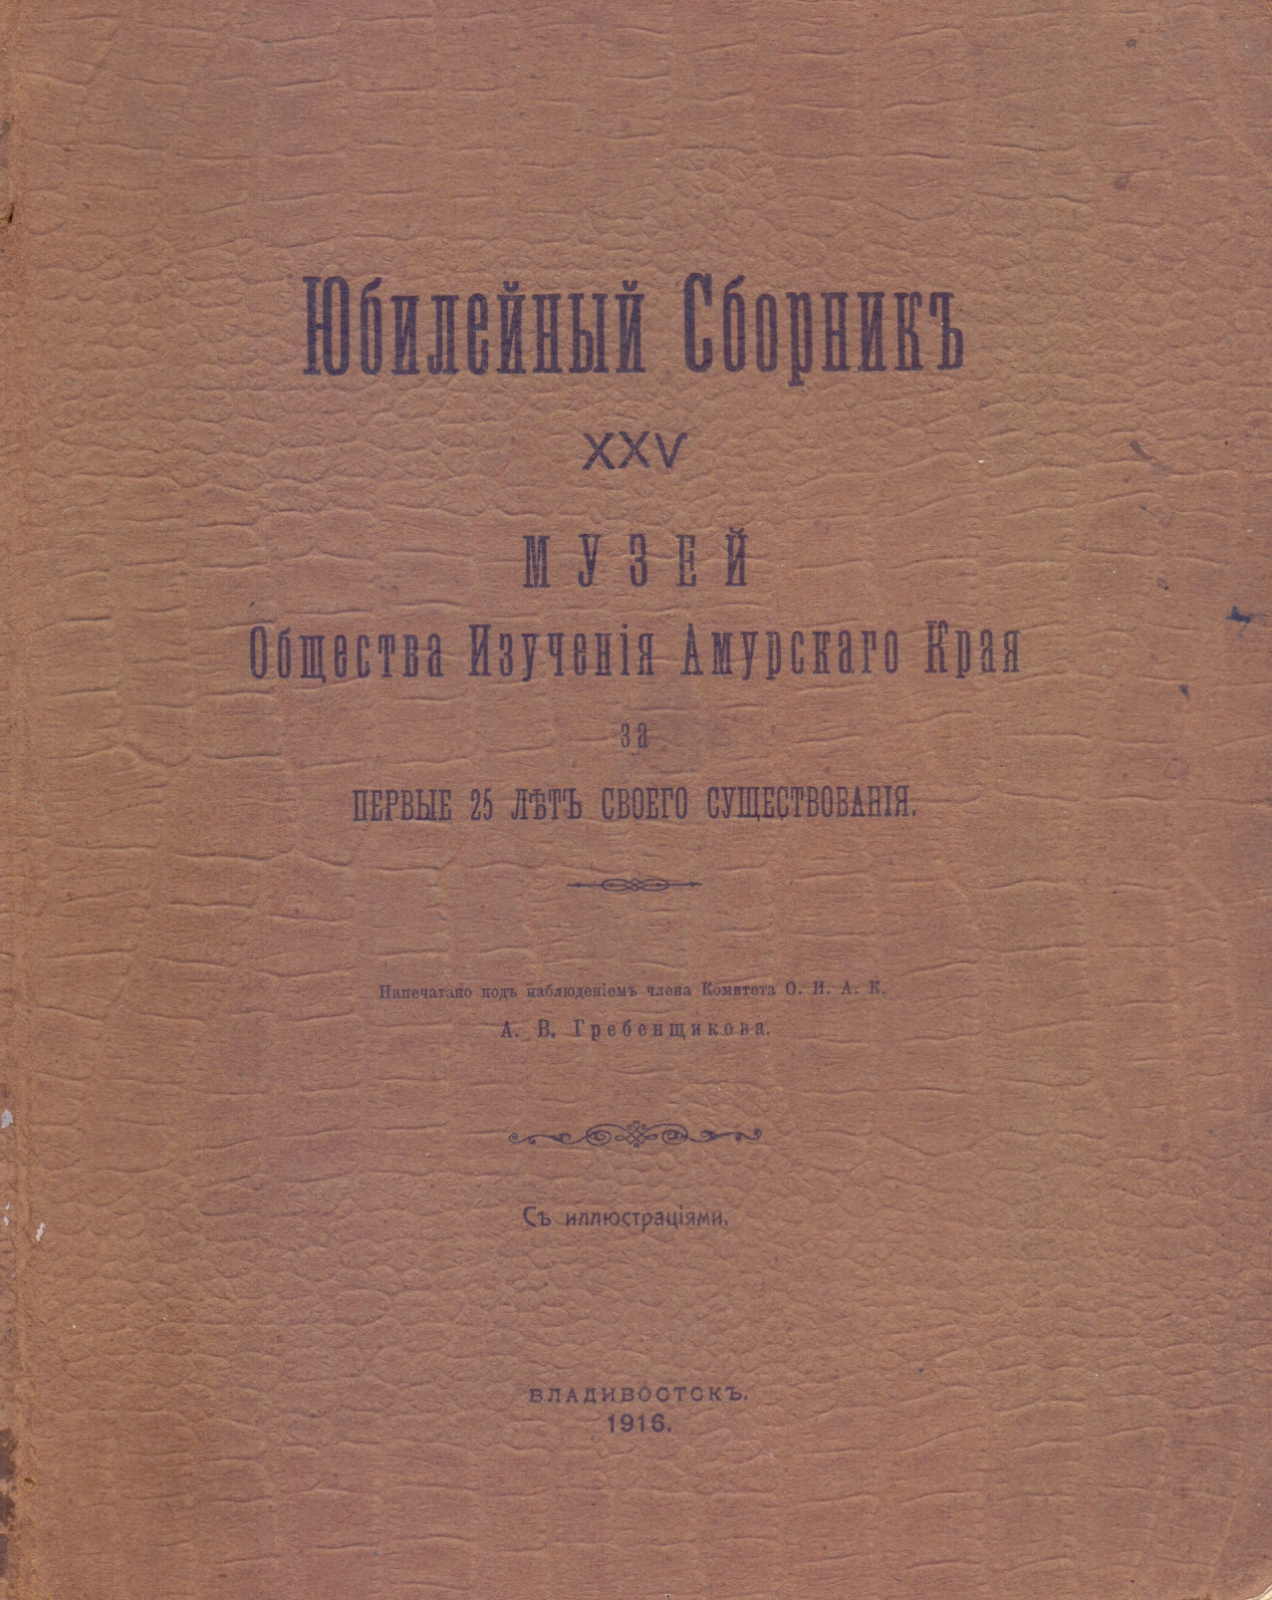 Юбилейный Сборникъ
XXV
МУЗЕЙ
Общества Изученія Амурскаго Края
за
ПЕРВЫЕ 25 ЛѢТЪ СВОЕГО СУЩЕСТВОВАНІЯ.
Напечатано подъ наблюденіемъ члена Комитета О. И. А. К.
А. В. Гребенщикова.
Съ иллюстраціями.
ВЛАДИВОСТОКЪ.
1916.